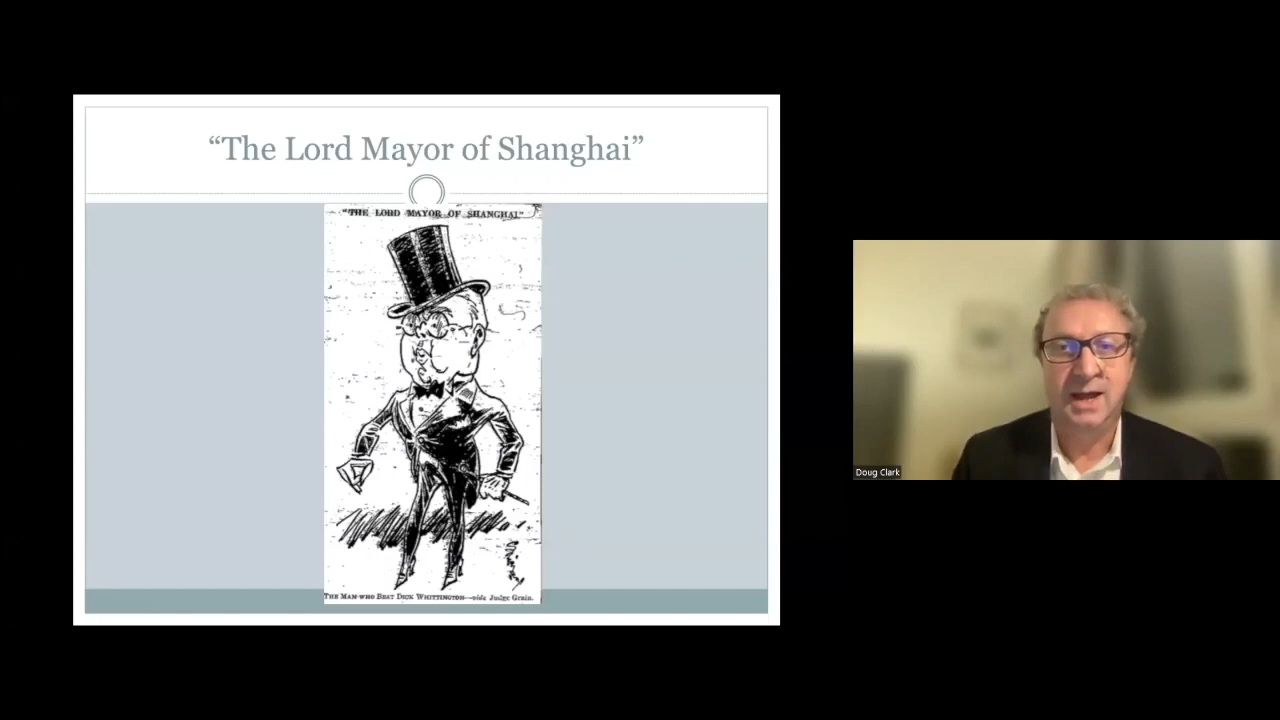 “The Lord Mayor of Shanghai”
"THE LORD MAYOR OF SHANGHAI"
THE MAN WHO BEAT DICK WHITTINGTON—vide Judge Grain.
Doug Clark